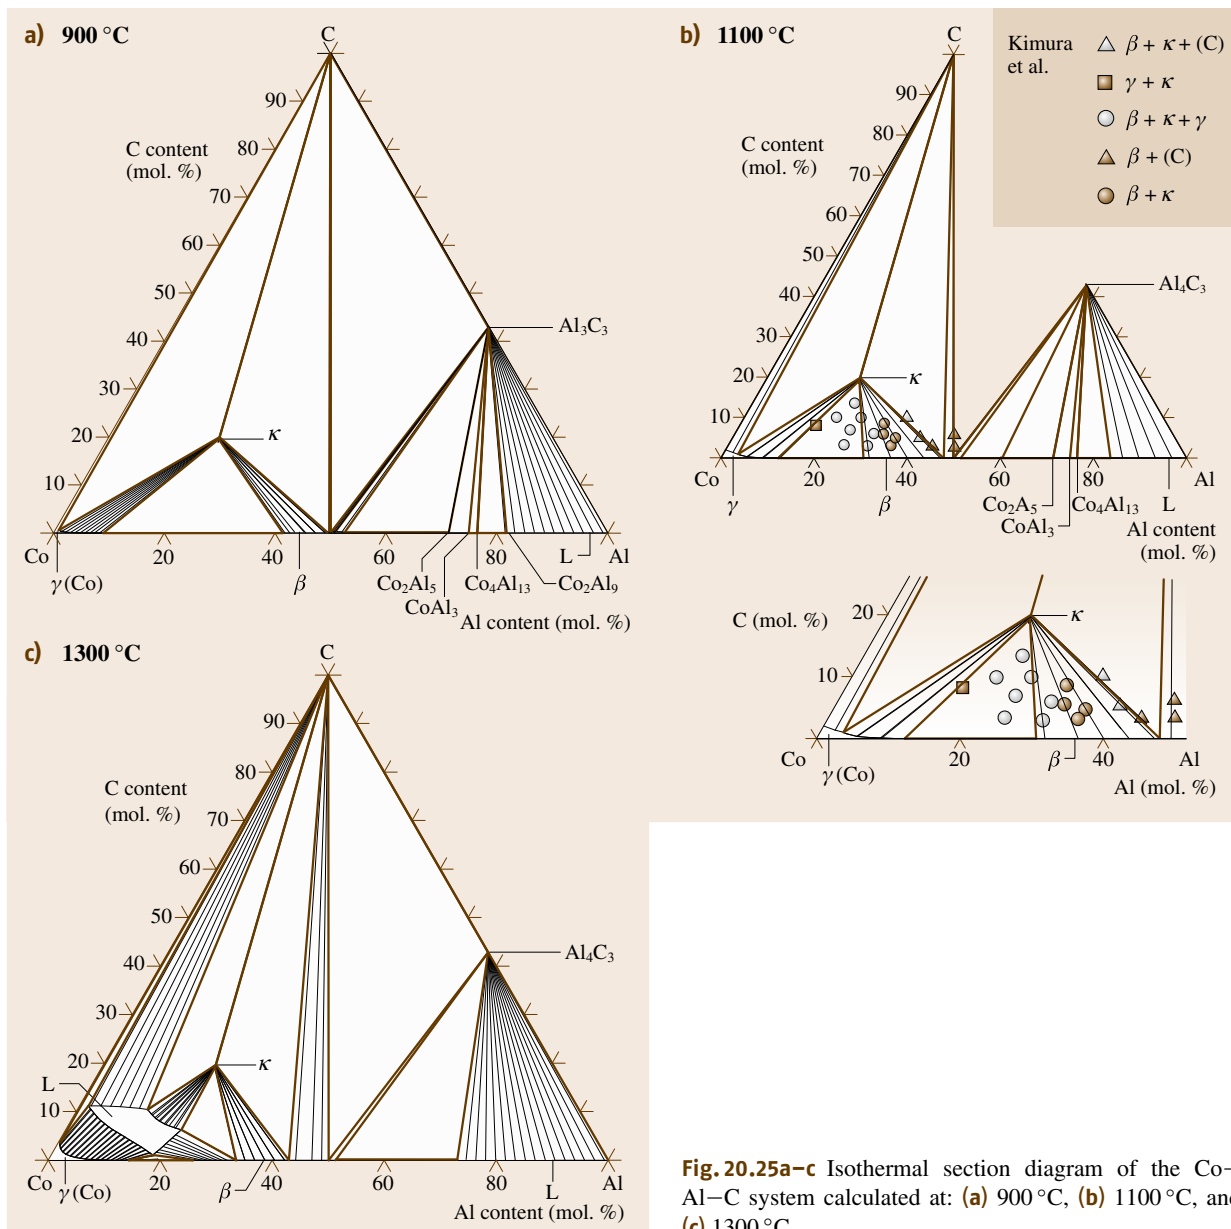 a) 900 °C
C
90
80
70
60
50
40
30
20
10
C content
(mol. %)
Al₃C₃
κ
Co
20
40
60
80
Al
γ(Co)
β
Co₂Al₅
CoAl₃
Co₄Al₁₃
L
Co₂Al₉
Al content (mol. %)
b) 1100 °C
C
90
80
70
60
50
40
30
20
10
C content
(mol. %)
Kimura
et al.
β + κ + (C)
γ + κ
β + κ + γ
β + (C)
β + κ
Al₄C₃
κ
Co
20
40
60
80
Al
γ
β
Co₂A₅
CoAl₃
Co₄Al₁₃
L
Al content
(mol. %)
C (mol. %)
20
10
κ
Co
γ(Co)
20
β
40
Al
Al (mol. %)
c) 1300 °C
C
90
80
70
60
50
40
30
20
10
C content
(mol. %)
Al₄C₃
κ
L
Co
γ(Co)
20
β
40
60
80
L
Al
Al content (mol. %)
Fig. 20.25a–c Isothermal section diagram of the Co–
Al–C system calculated at: (a) 900 °C, (b) 1100 °C, and
(c) 1300 °C